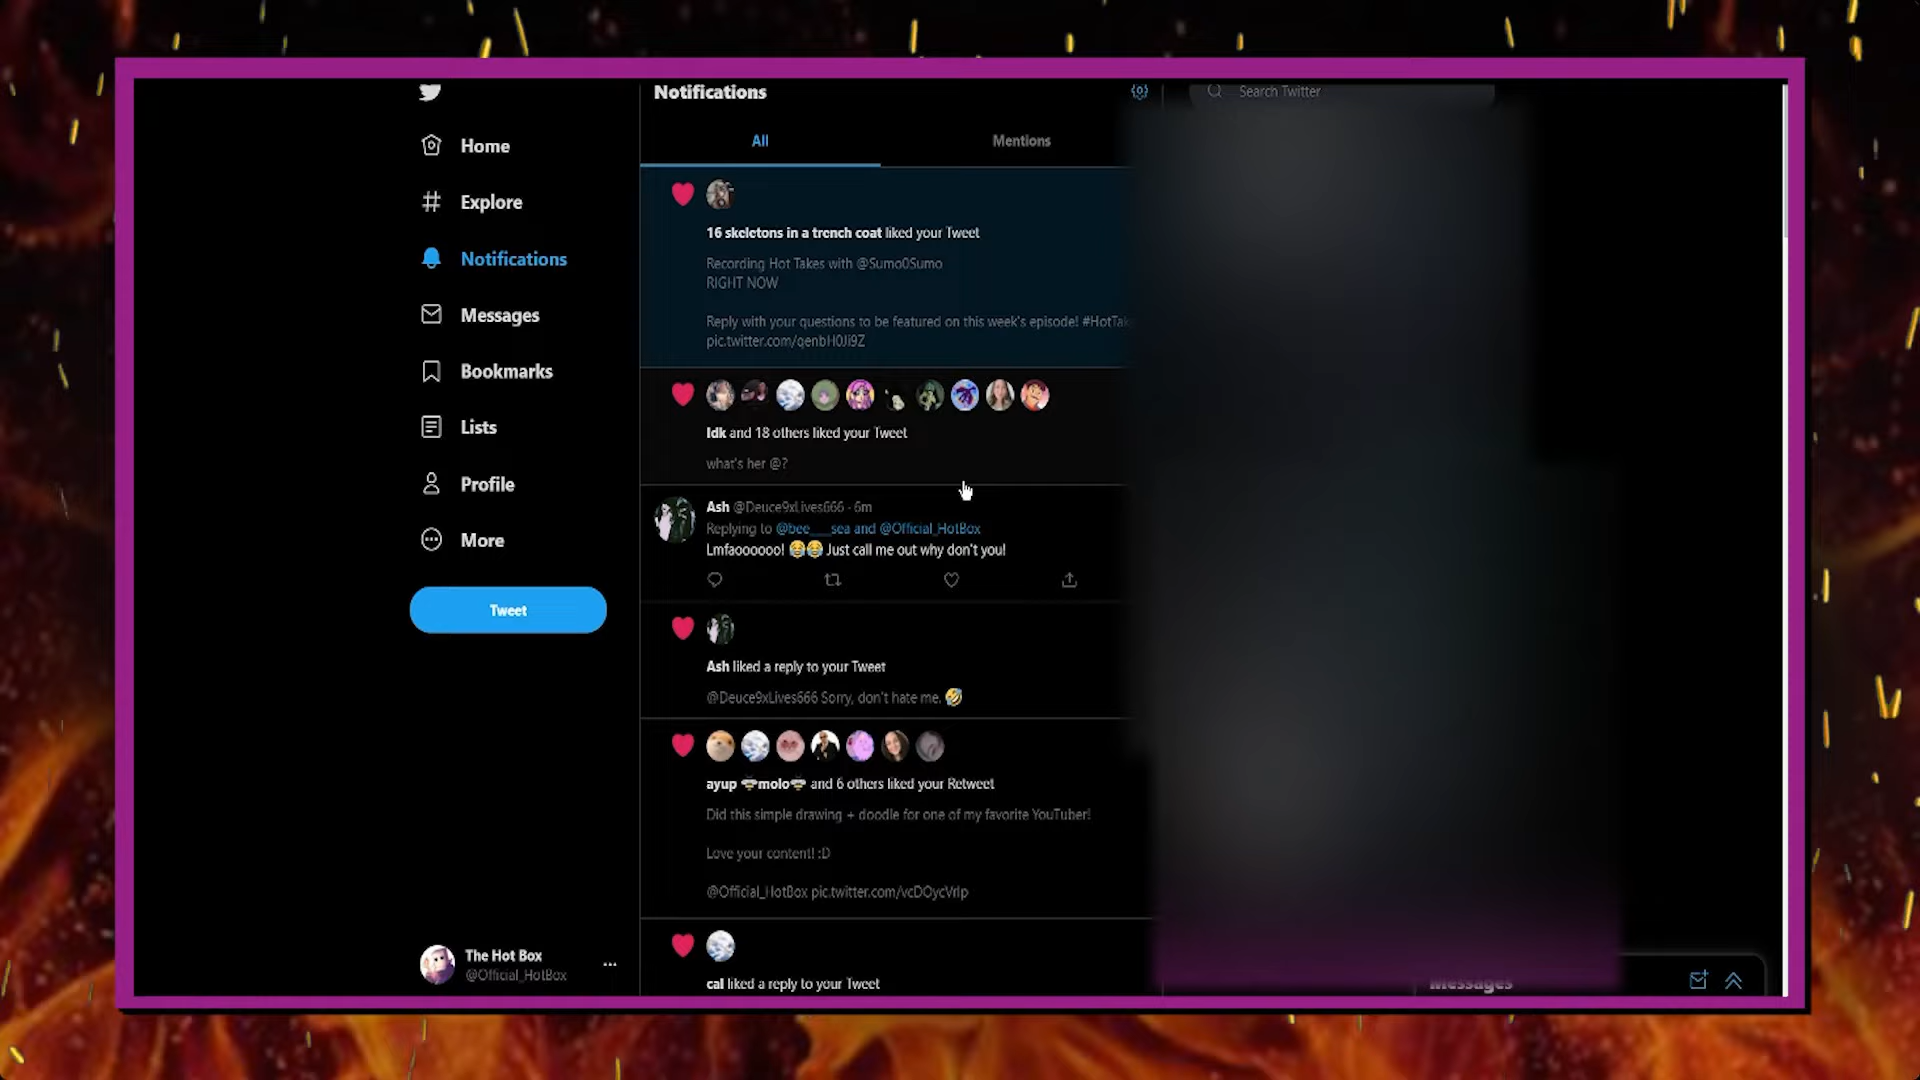 Notifications
Search Twitter
Home
Explore
Notifications
Messages
Bookmarks
Lists
Profile
More
Tweet
The Hot Box
@Official_HotBox
All
Mentions
16 skeletons in a trench coat liked your Tweet
Recording Hot Takes with @Sumo0Sumo
RIGHT NOW
Reply with your questions to be featured on this week's episode! #HotTak
pic.twitter.com/qenbH0Ji9Z
Idk and 18 others liked your Tweet
what's her @?
Ash @Deuce9xLives666 · 6m
Replying to @bee___sea and @Official_HotBox
Lmfaoooooo! 😂😂 Just call me out why don't you!
Ash liked a reply to your Tweet
@Deuce9xLives666 Sorry, don't hate me. 🤣
ayup 🐝molo🐝 and 6 others liked your Retweet
Did this simple drawing + doodle for one of my favorite YouTuber!
Love your content! :D
@Official_HotBox pic.twitter.com/vcDOycVrIp
cal liked a reply to your Tweet
Messages